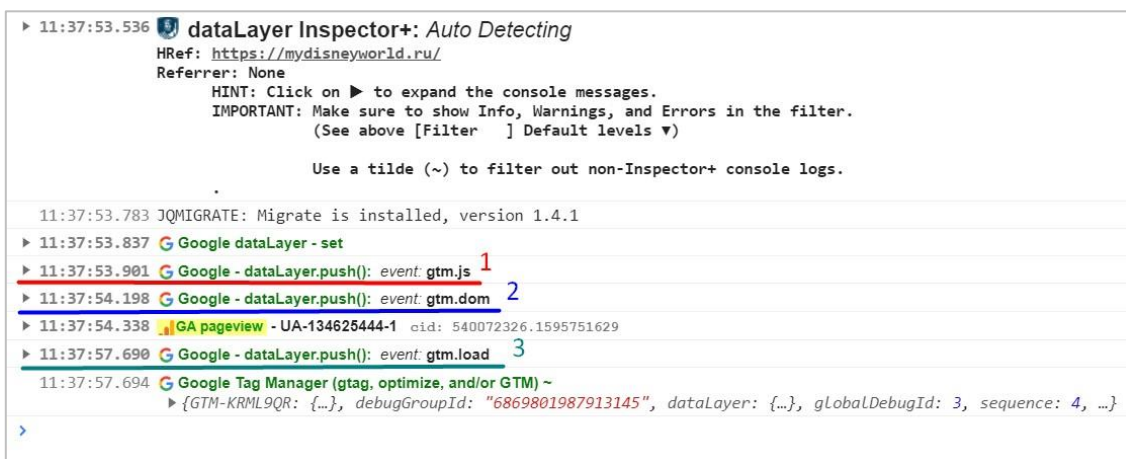 ▶ 11:37:53.536 dataLayer Inspector+: Auto Detecting
HRef: https://mydisneyworld.ru/
Referrer: None
HINT: Click on ▶ to expand the console messages.
IMPORTANT: Make sure to show Info, Warnings, and Errors in the filter.
(See above [Filter   ] Default levels ▼)
Use a tilde (~) to filter out non-Inspector+ console logs.
.
11:37:53.783 JQMIGRATE: Migrate is installed, version 1.4.1
▶ 11:37:53.837 G Google dataLayer - set
▶ 11:37:53.901 G Google - dataLayer.push(): event: gtm.js 1
▶ 11:37:54.198 G Google - dataLayer.push(): event: gtm.dom 2
▶ 11:37:54.338 GA pageview - UA-134625444-1 cid: 540072326.1595751629
▶ 11:37:57.690 G Google - dataLayer.push(): event: gtm.load 3
11:37:57.694 G Google Tag Manager (gtag, optimize, and/or GTM) ~
▶ {GTM-KRML9QR: {…}, debugGroupId: "6869801987913145", dataLayer: {…}, globalDebugId: 3, sequence: 4, …}
>